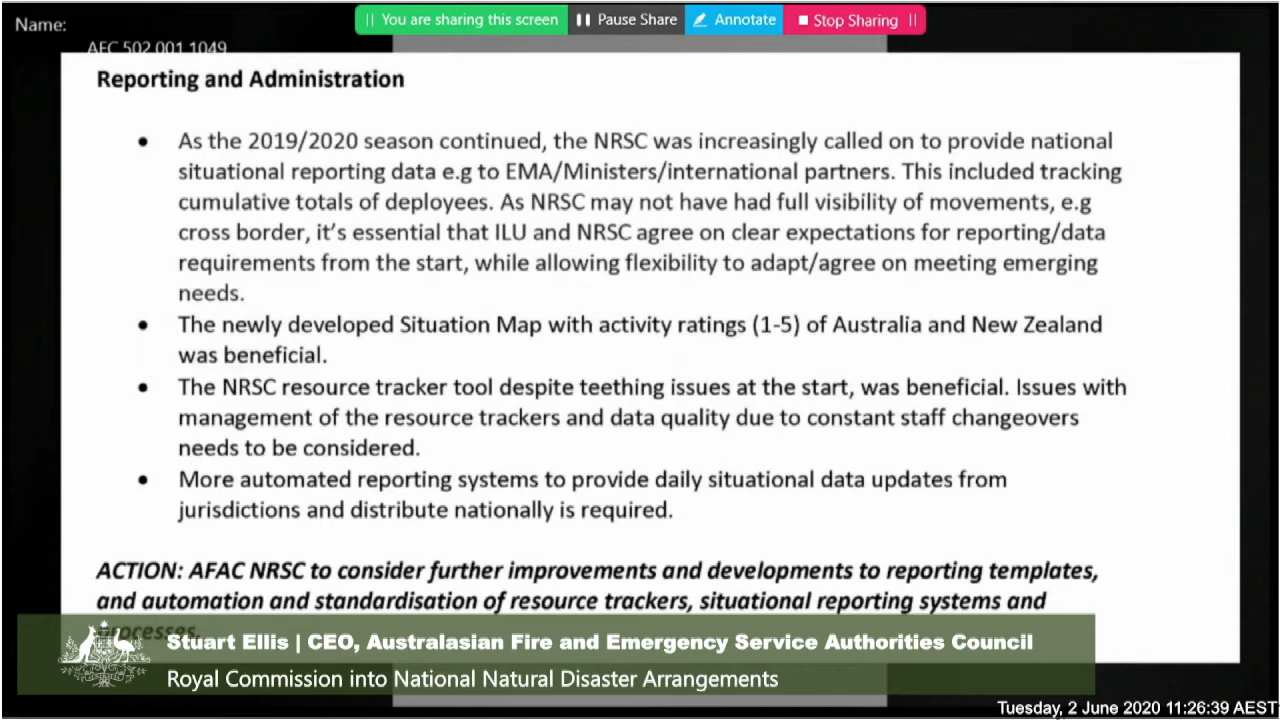 Name:
|| You are sharing this screen
Pause Share
Annotate
Stop Sharing ||
AFC 502 001 1049
Reporting and Administration
• As the 2019/2020 season continued, the NRSC was increasingly called on to provide national
situational reporting data e.g to EMA/Ministers/international partners. This included tracking
cumulative totals of deployees. As NRSC may not have had full visibility of movements, e.g
cross border, it's essential that ILU and NRSC agree on clear expectations for reporting/data
requirements from the start, while allowing flexibility to adapt/agree on meeting emerging
needs.
• The newly developed Situation Map with activity ratings (1-5) of Australia and New Zealand
was beneficial.
• The NRSC resource tracker tool despite teething issues at the start, was beneficial. Issues with
management of the resource trackers and data quality due to constant staff changeovers
needs to be considered.
• More automated reporting systems to provide daily situational data updates from
jurisdictions and distribute nationally is required.
ACTION: AFAC NRSC to consider further improvements and developments to reporting templates,
and automation and standardisation of resource trackers, situational reporting systems and
processes.
Stuart Ellis | CEO, Australasian Fire and Emergency Service Authorities Council
Royal Commission into National Natural Disaster Arrangements
Tuesday, 2 June 2020 11:26:39 AEST